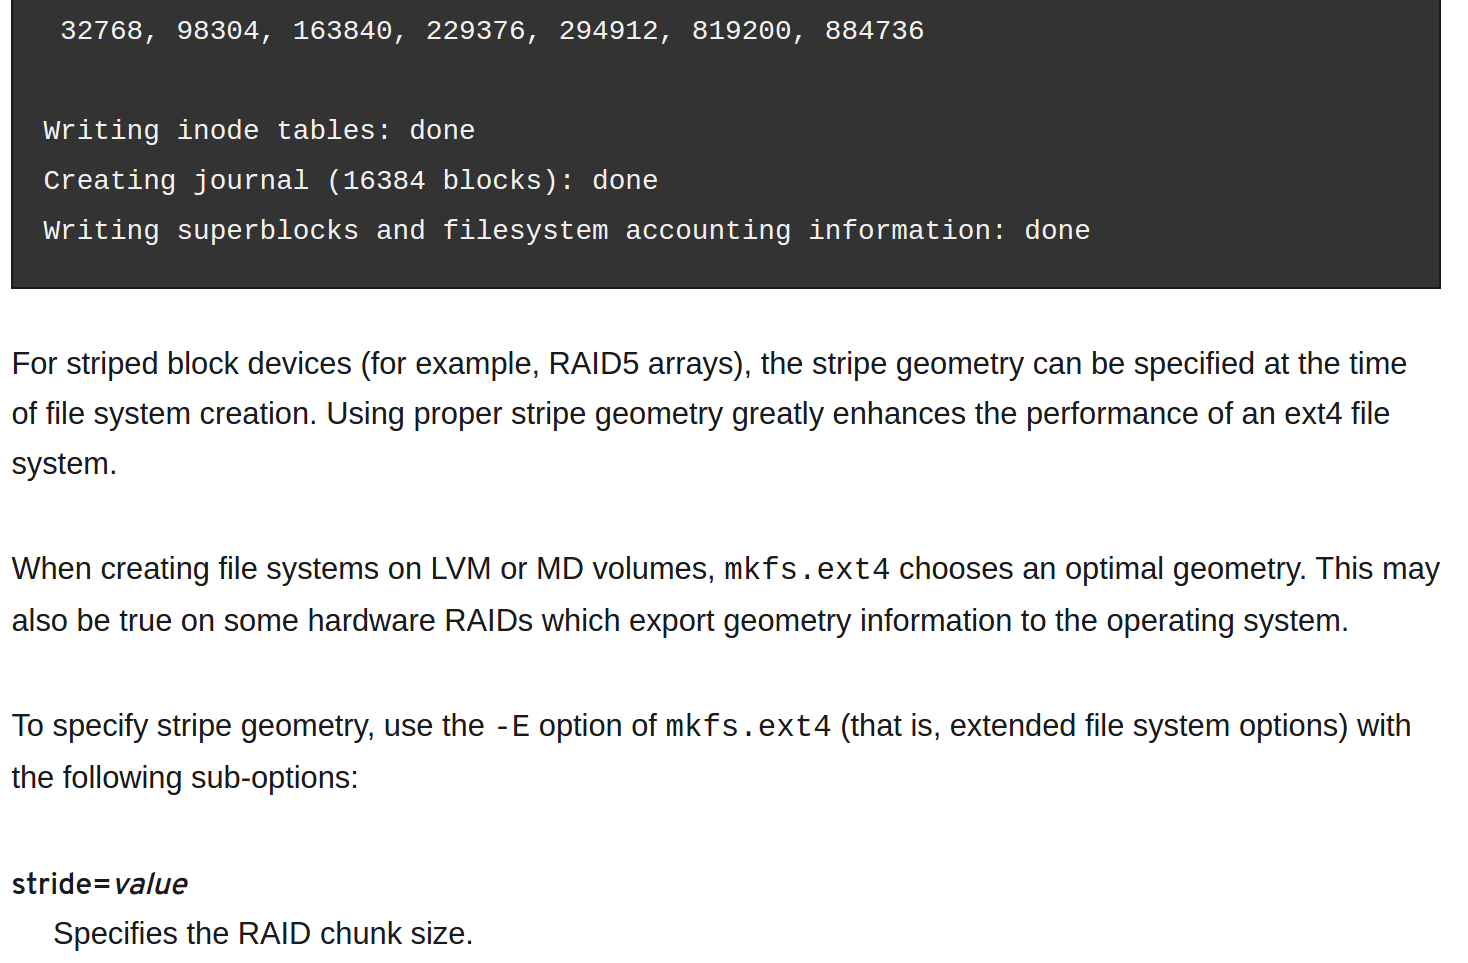 32768, 98304, 163840, 229376, 294912, 819200, 884736
Writing inode tables: done
Creating journal (16384 blocks): done
Writing superblocks and filesystem accounting information: done
For striped block devices (for example, RAID5 arrays), the stripe geometry can be specified at the time
of file system creation. Using proper stripe geometry greatly enhances the performance of an ext4 file
system.
When creating file systems on LVM or MD volumes, mkfs.ext4 chooses an optimal geometry. This may
also be true on some hardware RAIDs which export geometry information to the operating system.
To specify stripe geometry, use the -E option of mkfs.ext4 (that is, extended file system options) with
the following sub-options:
stride=value
Specifies the RAID chunk size.